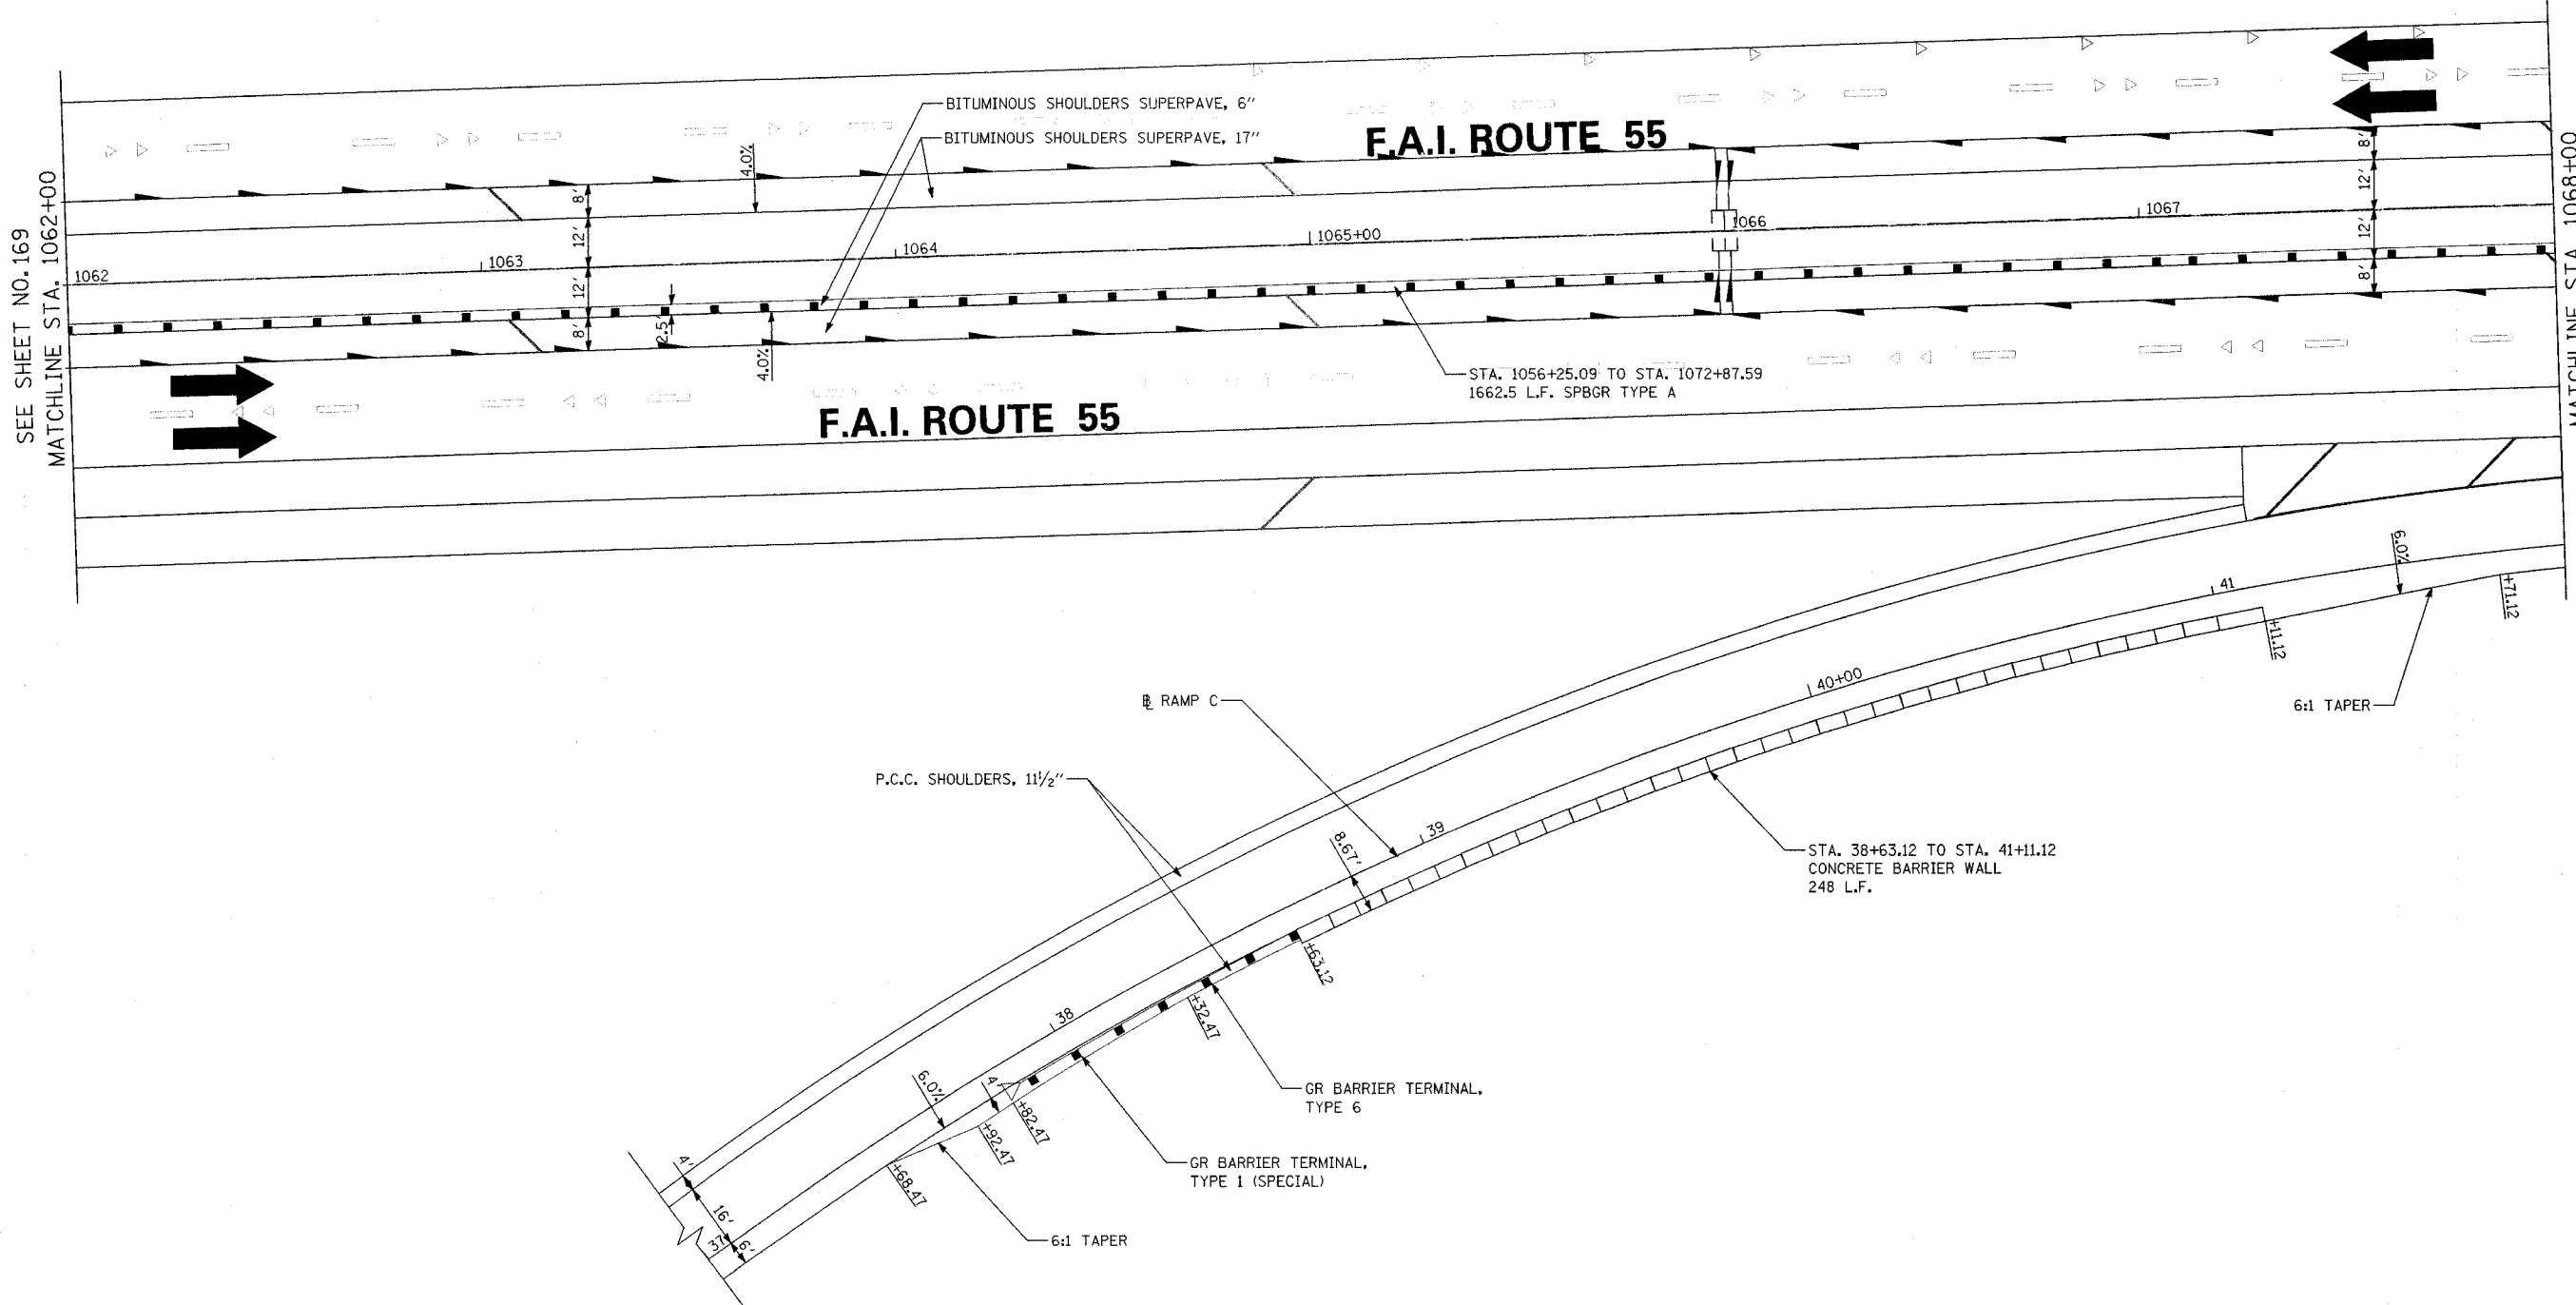 BITUMINOUS SHOULDERS SUPERPAVE, 6"
BITUMINOUS SHOULDERS SUPERPAVE, 17"
F.A.I. ROUTE 55
SEE SHEET NO. 169
MATCHLINE STA. 1062+00
MATCHLINE STA. 1068+00
4.0%
8'
12'
12'
8'
8'
12'
12'
8'
1062
1063
1064
1065+00
1066
1067
2.5'
4.0%
STA. 1056+25.09 TO STA. 1072+87.59
1662.5 L.F. SPBGR TYPE A
F.A.I. ROUTE 55
6.0%
+71.12
41
+11.12
6:1 TAPER
40+00
℄ RAMP C
P.C.C. SHOULDERS, 11½"
39
8.67'
STA. 38+63.12 TO STA. 41+11.12
CONCRETE BARRIER WALL
248 L.F.
+63.12
38
+32.47
GR BARRIER TERMINAL,
TYPE 6
6.0%
4'
+82.47
+92.47
GR BARRIER TERMINAL,
TYPE 1 (SPECIAL)
+68.47
4'
16'
37
6'
6:1 TAPER